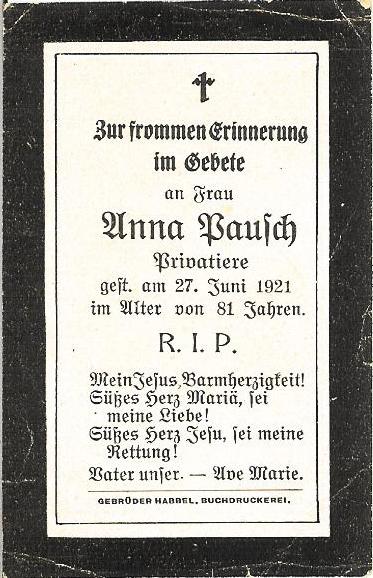 Zur frommen Erinnerung
im Gebete
an Frau
Anna Pausch
Privatiere
gest. am 27. Juni 1921
im Alter von 81 Jahren.
R. I. P.
Mein Jesus, Barmherzigkeit!
Süßes Herz Mariä, sei
meine Liebe!
Süßes Herz Jesu, sei meine
Rettung!
Vater unser. — Ave Marie.
GEBRÜDER HABBEL, BUCHDRUCKEREI.